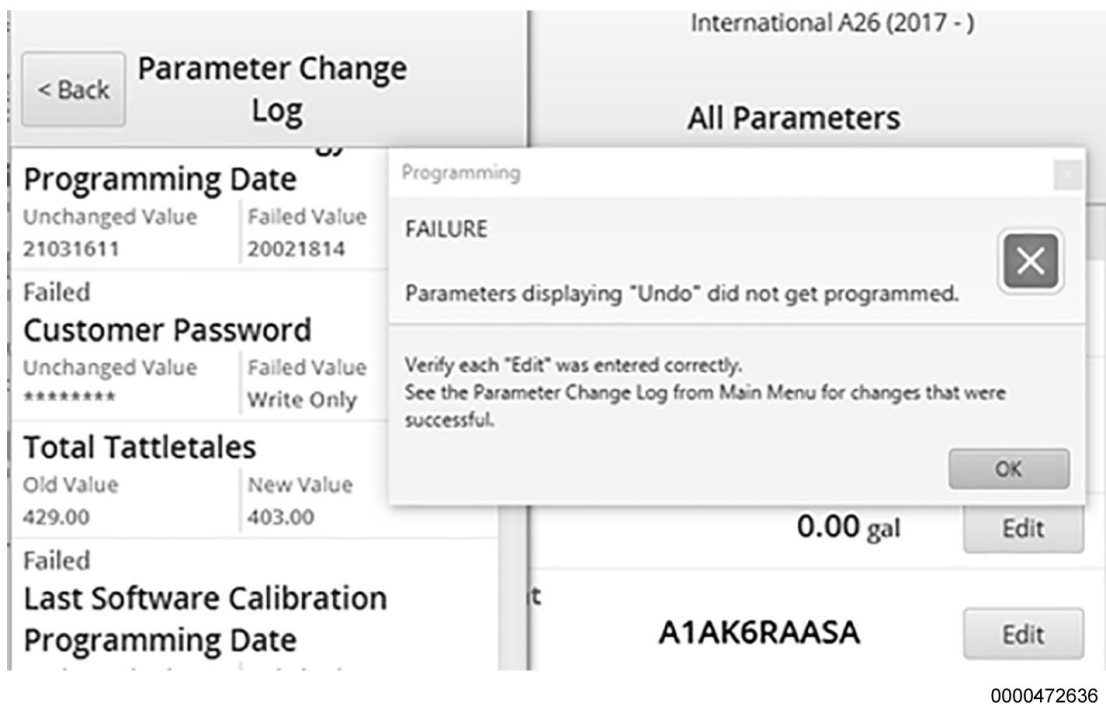 International A26 (2017 - )
< Back
Parameter Change
Log
All Parameters
Programming Date
Unchanged Value
Failed Value
21031611
20021814
Failed
Customer Password
Unchanged Value
Failed Value
********
Write Only
Total Tattletales
Old Value
New Value
429.00
403.00
Failed
Last Software Calibration
Programming Date
Programming
FAILURE
Parameters displaying "Undo" did not get programmed.
Verify each "Edit" was entered correctly.
See the Parameter Change Log from Main Menu for changes that were
successful.
OK
0.00 gal
Edit
A1AK6RAASA
Edit
0000472636